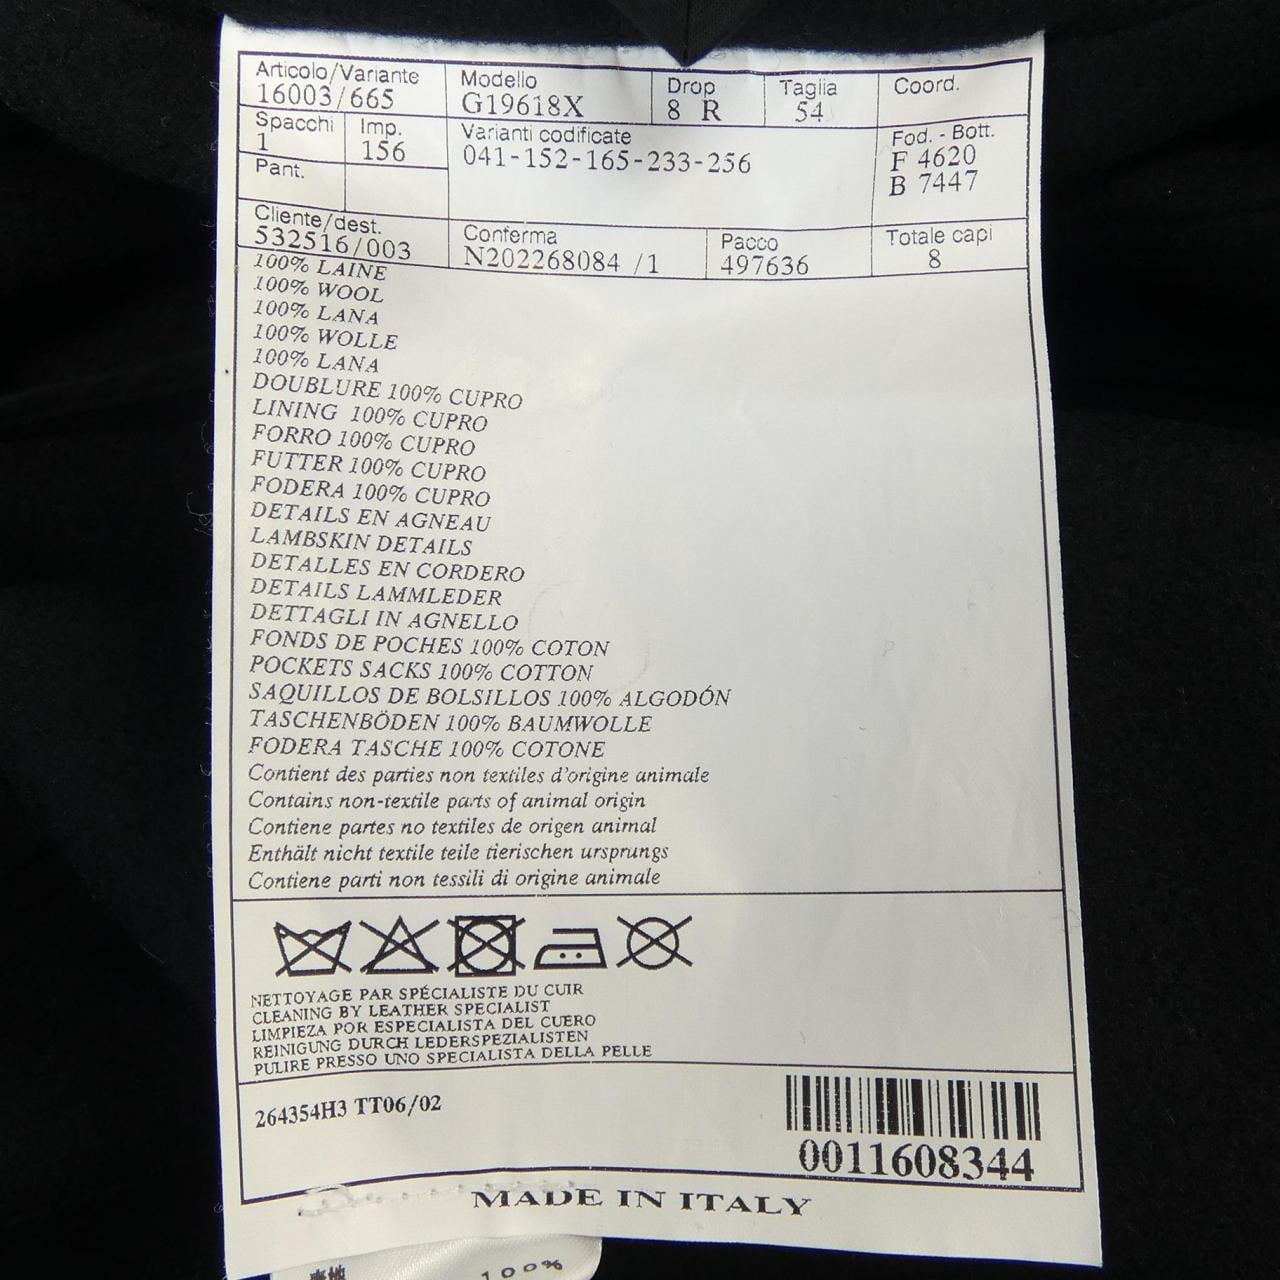 Articolo/Variante Modello Drop Taglia Coord.
16003/665 G19618X 8 R 54
Spacchi Imp. Varianti codificate Fod. - Bott.
1 156 041-152-165-233-256 F 4620
Pant. B 7447
Cliente/dest. Conferma Pacco Totale capi
532516/003 N202268084 /1 497636 8
100% LAINE
100% WOOL
100% LANA
100% WOLLE
100% LANA
DOUBLURE 100% CUPRO
LINING 100% CUPRO
FORRO 100% CUPRO
FUTTER 100% CUPRO
FODERA 100% CUPRO
DETAILS EN AGNEAU
LAMBSKIN DETAILS
DETALLES EN CORDERO
DETAILS LAMMLEDER
DETTAGLI IN AGNELLO
FONDS DE POCHES 100% COTON
POCKETS SACKS 100% COTTON
SAQUILLOS DE BOLSILLOS 100% ALGODÓN
TASCHENBÖDEN 100% BAUMWOLLE
FODERA TASCHE 100% COTONE
Contient des parties non textiles d'origine animale
Contains non-textile parts of animal origin
Contiene partes no textiles de origen animal
Enthält nicht textile teile tierischen ursprungs
Contiene parti non tessili di origine animale
NETTOYAGE PAR SPÉCIALISTE DU CUIR
CLEANING BY LEATHER SPECIALIST
LIMPIEZA POR ESPECIALISTA DEL CUERO
REINIGUNG DURCH LEDERSPEZIALISTEN
PULIRE PRESSO UNO SPECIALISTA DELLA PELLE
264354H3 TT06/02
0011608344
MADE IN ITALY
100%